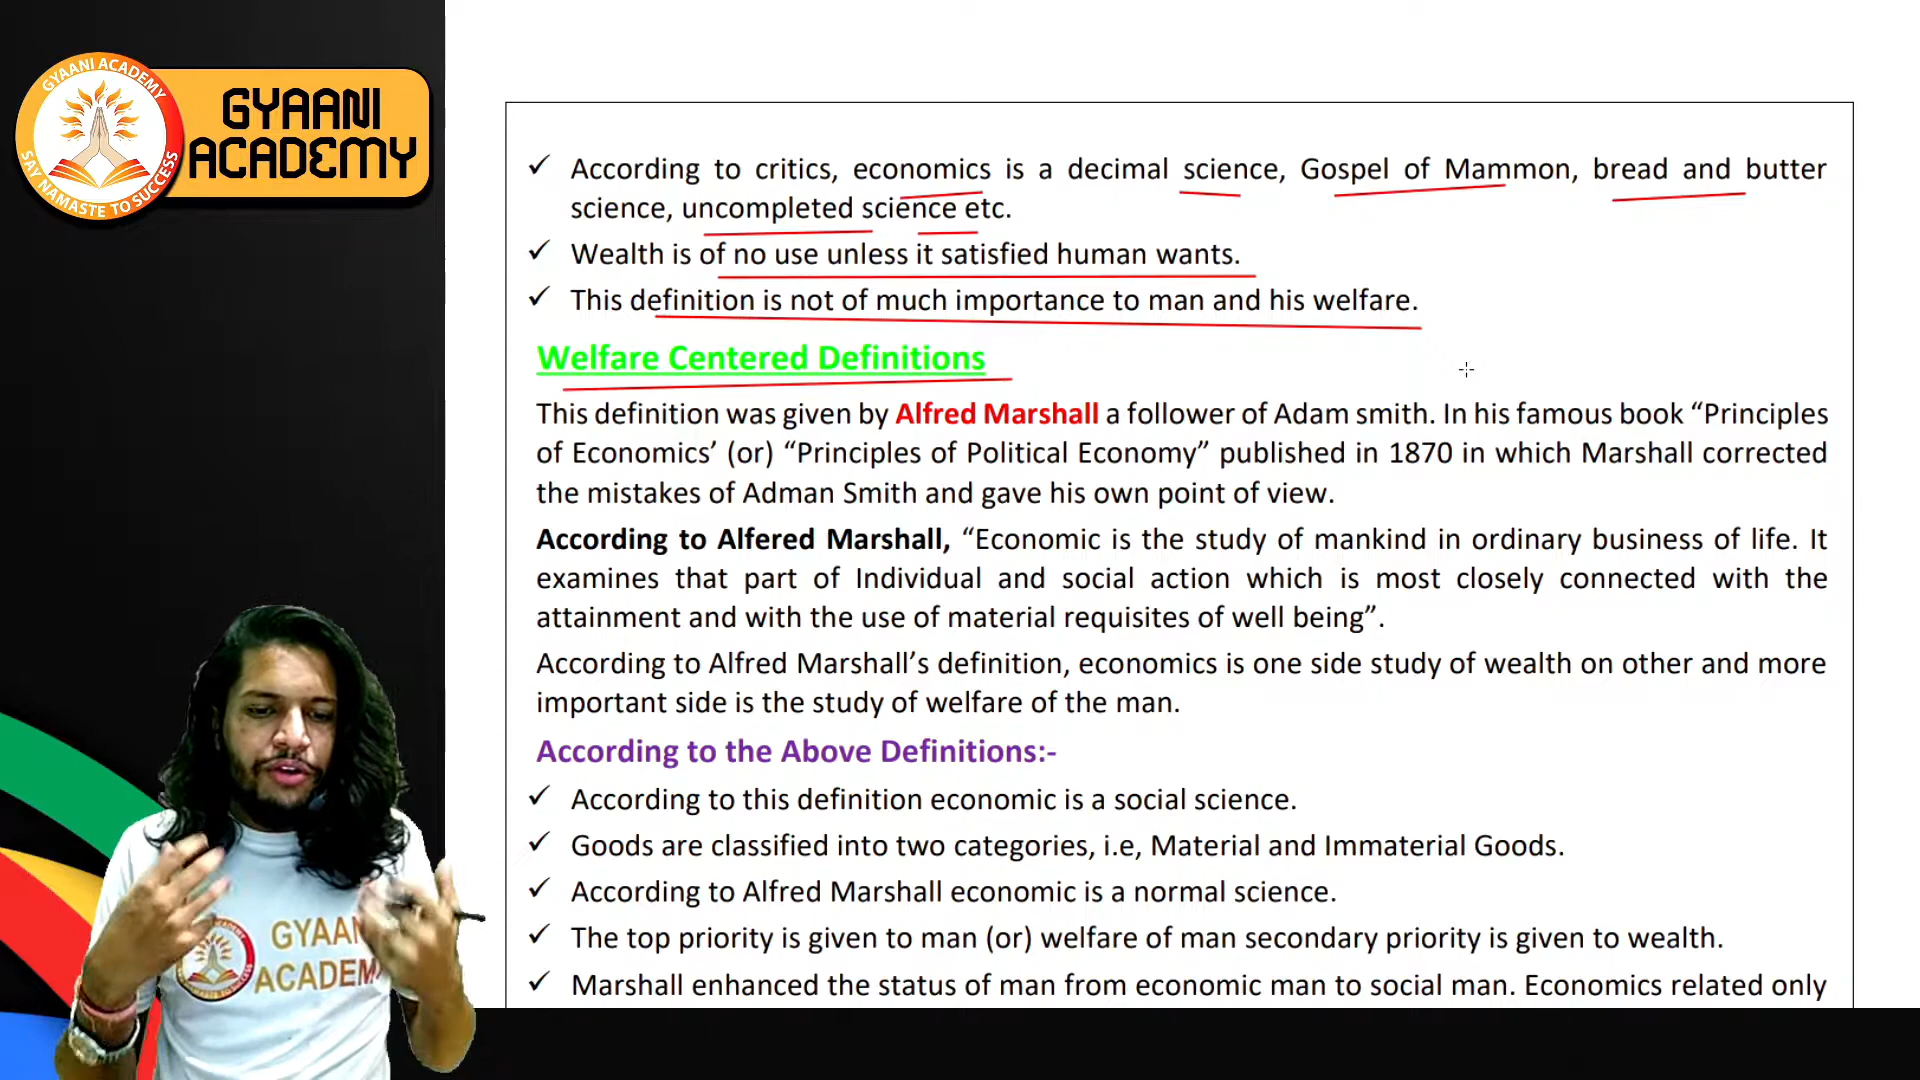 GYAANI ACADEMY
SAY NAMASTE TO SUCCESS
GYAANI
ACADEMY
✓ According to critics, economics is a decimal science, Gospel of Mammon, bread and butter
science, uncompleted science etc.
✓ Wealth is of no use unless it satisfied human wants.
✓ This definition is not of much importance to man and his welfare.
Welfare Centered Definitions
This definition was given by Alfred Marshall a follower of Adam smith. In his famous book “Principles
of Economics’ (or) “Principles of Political Economy” published in 1870 in which Marshall corrected
the mistakes of Adman Smith and gave his own point of view.
According to Alfered Marshall, “Economic is the study of mankind in ordinary business of life. It
examines that part of Individual and social action which is most closely connected with the
attainment and with the use of material requisites of well being”.
According to Alfred Marshall’s definition, economics is one side study of wealth on other and more
important side is the study of welfare of the man.
According to the Above Definitions:-
✓ According to this definition economic is a social science.
✓ Goods are classified into two categories, i.e, Material and Immaterial Goods.
✓ According to Alfred Marshall economic is a normal science.
✓ The top priority is given to man (or) welfare of man secondary priority is given to wealth.
✓ Marshall enhanced the status of man from economic man to social man. Economics related only
GYAAN
ACADEM